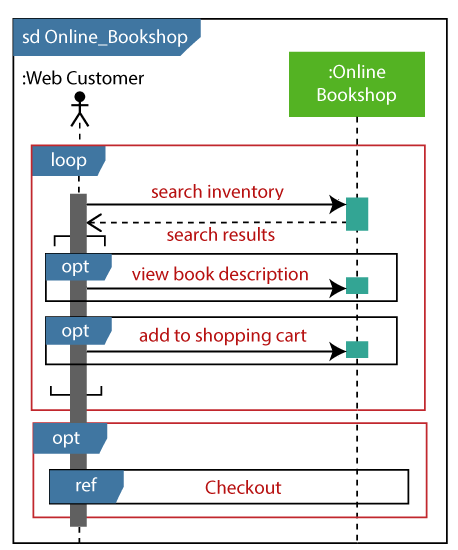 sd Online_Bookshop
:Web Customer
:Online
Bookshop
loop
search inventory
search results
opt
view book description
opt
add to shopping cart
opt
ref
Checkout